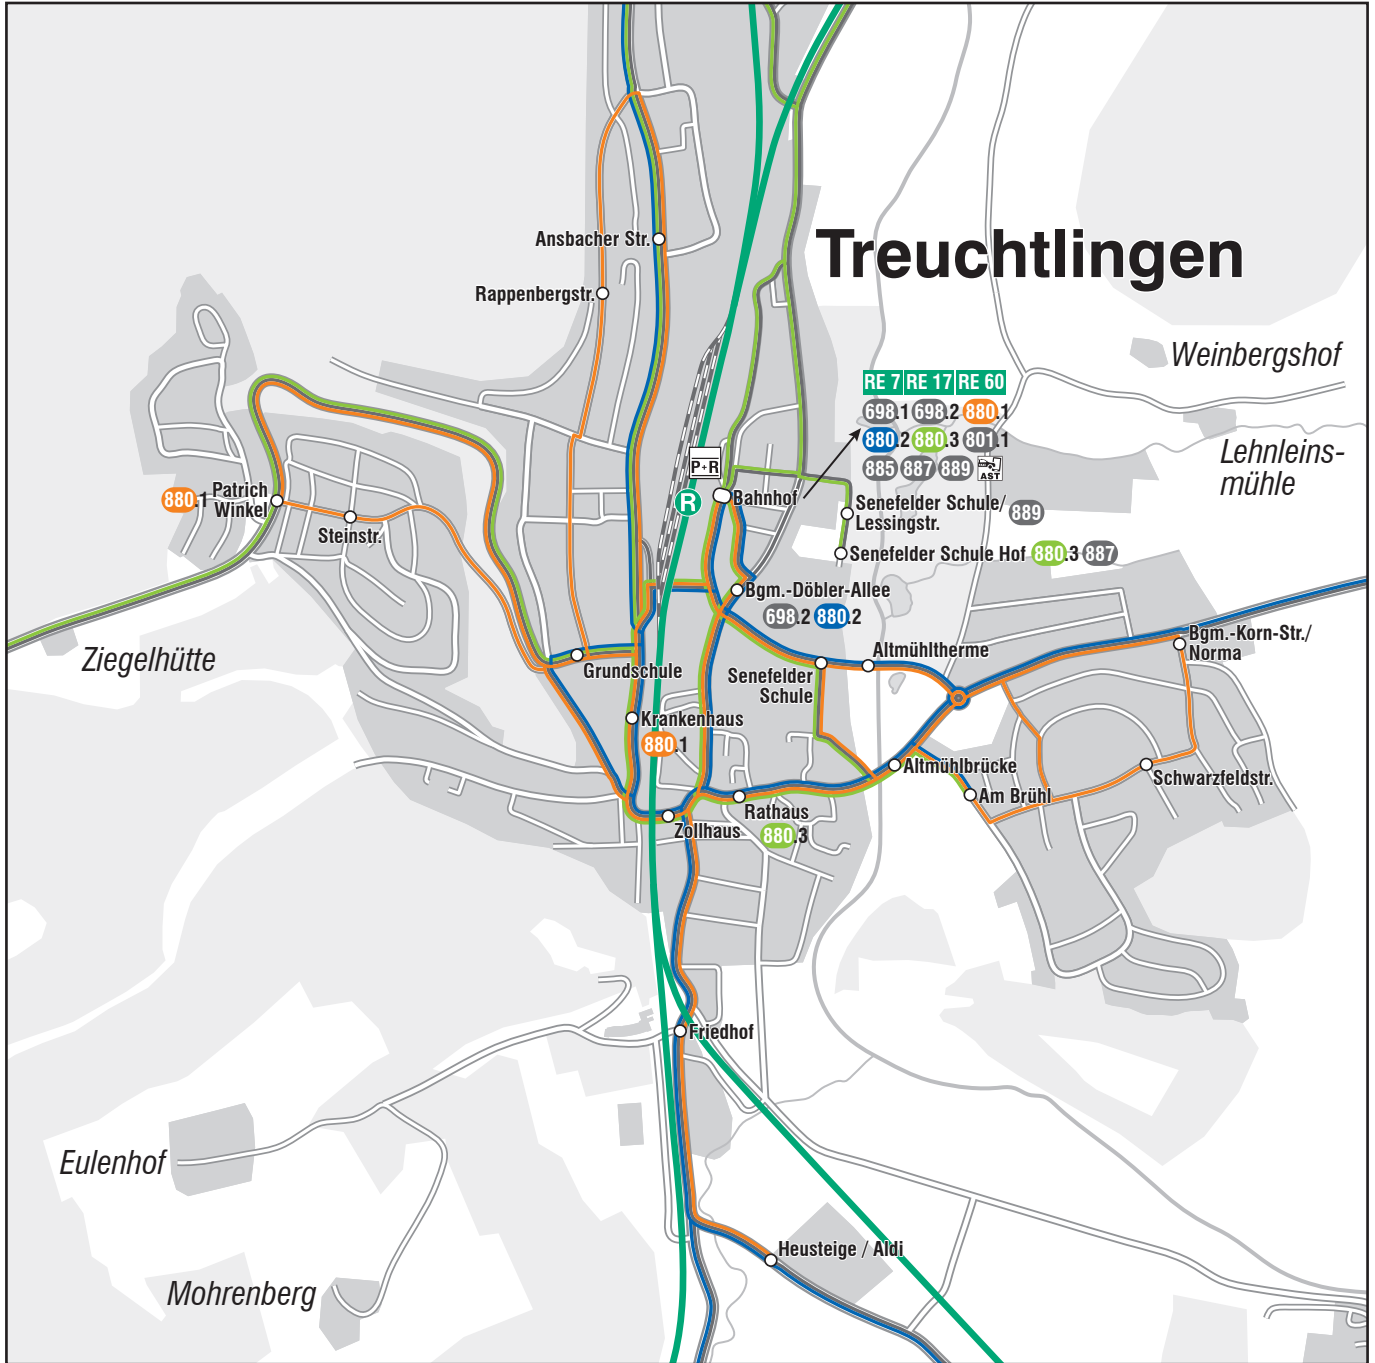 Treuchtlingen
Ansbacher Str.
Rappenbergstr.
Weinbergshof
RE 7 RE 17 RE 60
698.1 698.2 880.1
880.2 880.3 801.1
885 887 889 AST
Lehnleins-
mühle
P+R
R
Bahnhof
880.1 Patrich
Winkel
Steinstr.
Senefelder Schule/
Lessingstr. 889
Senefelder Schule Hof 880.3 887
Bgm.-Döbler-Allee
698.2 880.2
Bgm.-Korn-Str./
Norma
Ziegelhütte
Grundschule
Altmühltherme
Senefelder
Schule
Krankenhaus
880.1
Altmühlbrücke
Schwarzfeldstr.
Am Brühl
Rathaus
880.3
Zollhaus
Friedhof
Eulenhof
Heusteige / Aldi
Mohrenberg